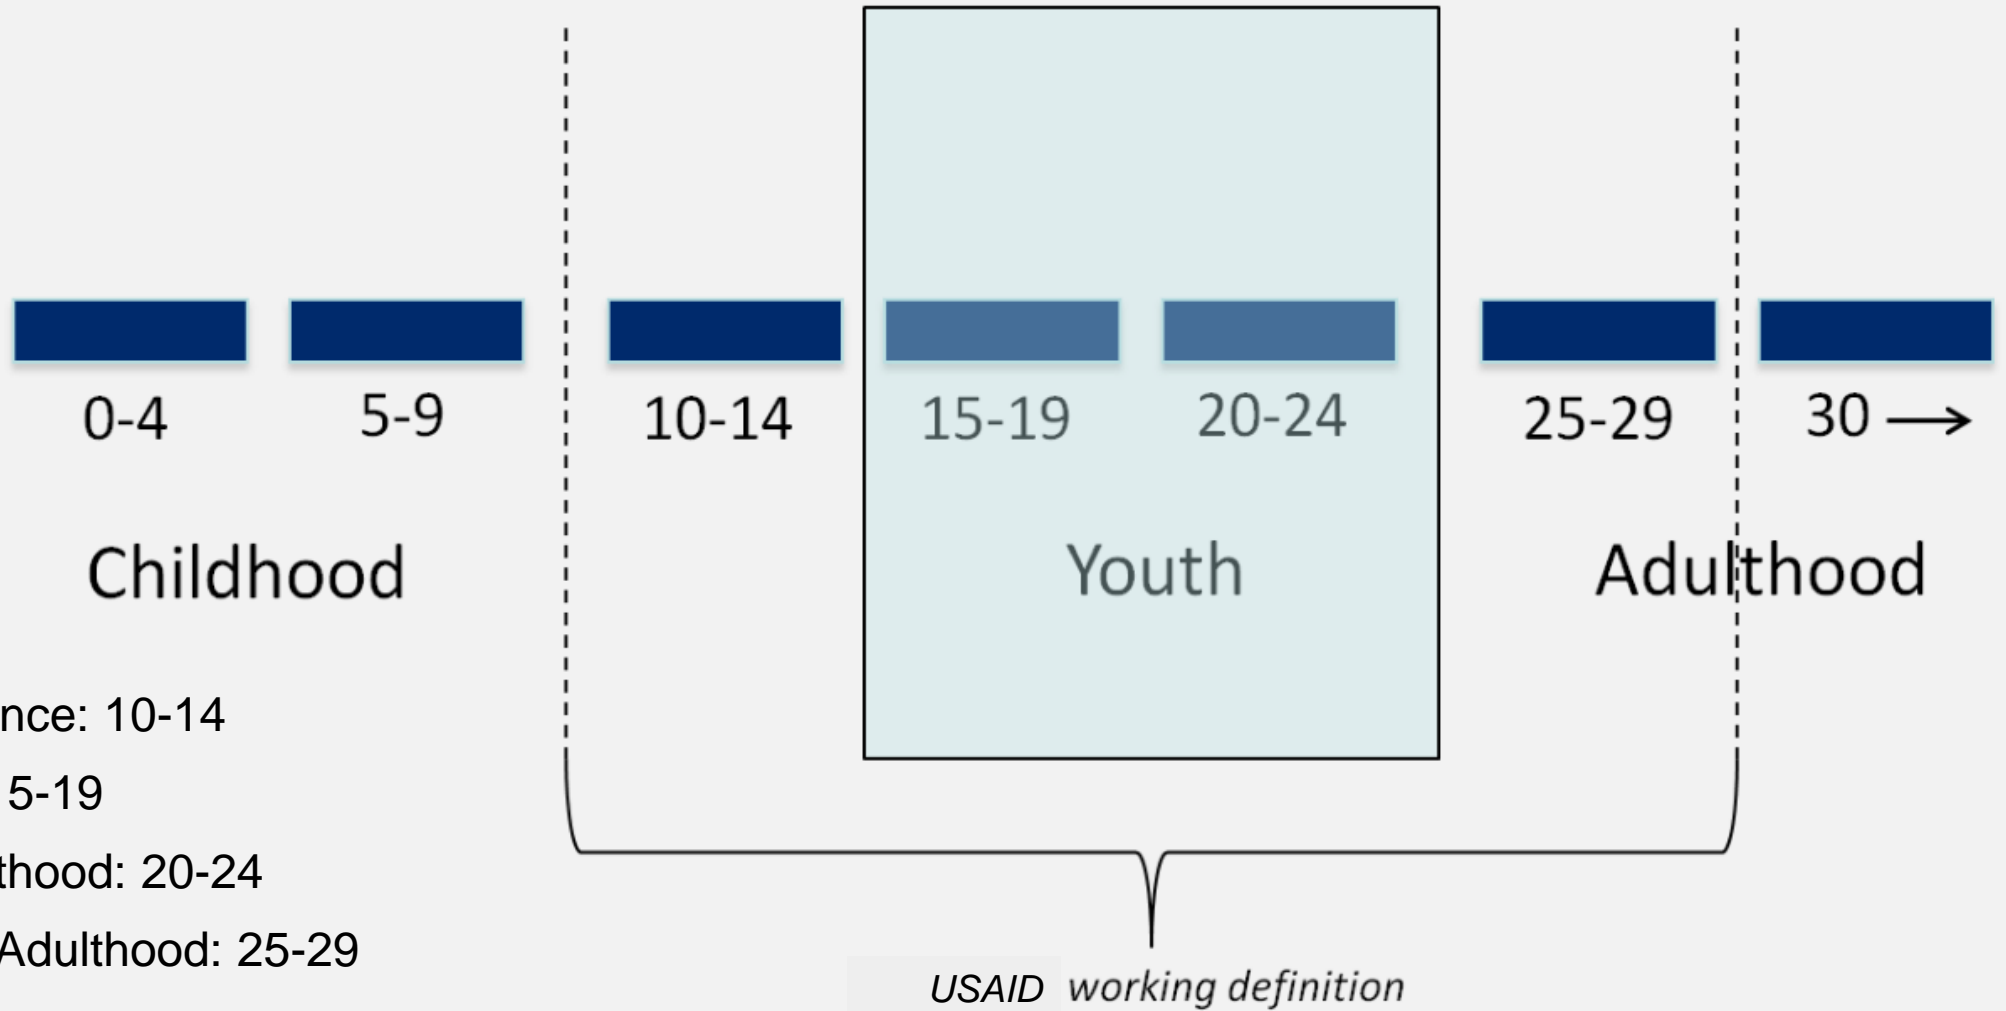 0-4 5-9 10-14 15-19 20-24 25-29 30 →
Childhood Youth Adulthood
nce: 10-14
5-19
thood: 20-24
Adulthood: 25-29
USAID working definition